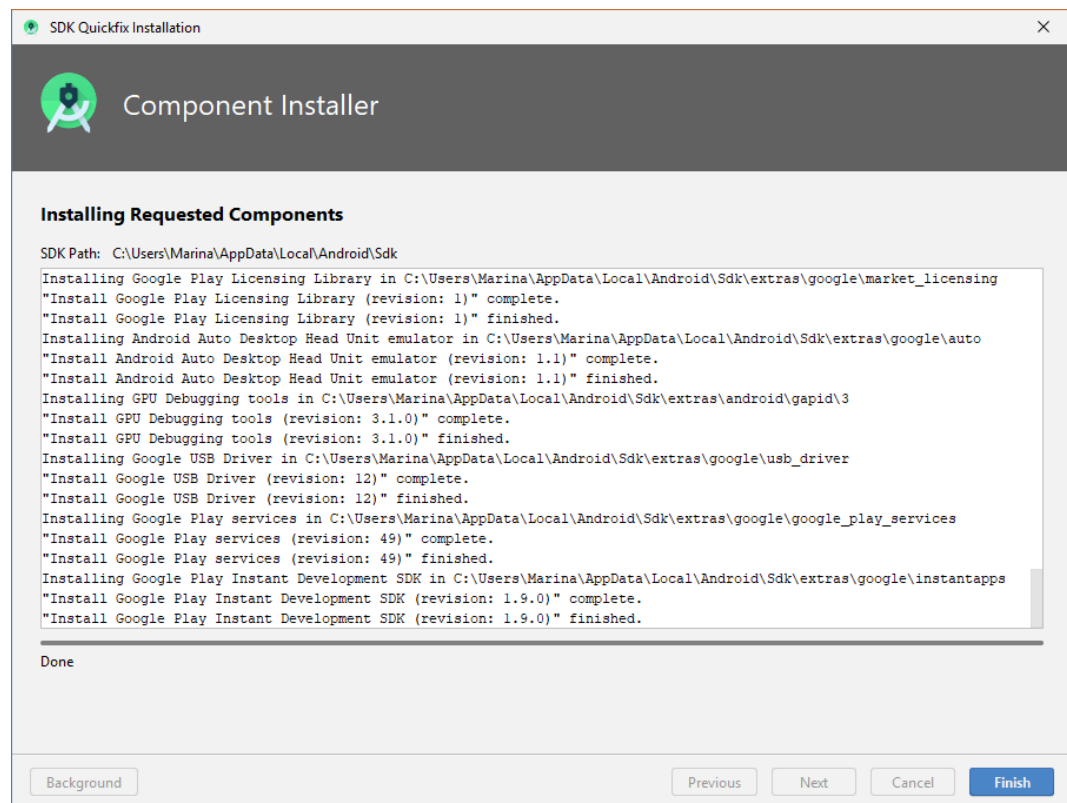 SDK Quickfix Installation
Component Installer
Installing Requested Components
SDK Path: C:\Users\Marina\AppData\Local\Android\Sdk
Installing Google Play Licensing Library in C:\Users\Marina\AppData\Local\Android\Sdk\extras\google\market_licensing
"Install Google Play Licensing Library (revision: 1)" complete.
"Install Google Play Licensing Library (revision: 1)" finished.
Installing Android Auto Desktop Head Unit emulator in C:\Users\Marina\AppData\Local\Android\Sdk\extras\google\auto
"Install Android Auto Desktop Head Unit emulator (revision: 1.1)" complete.
"Install Android Auto Desktop Head Unit emulator (revision: 1.1)" finished.
Installing GPU Debugging tools in C:\Users\Marina\AppData\Local\Android\Sdk\extras\android\gapid\3
"Install GPU Debugging tools (revision: 3.1.0)" complete.
"Install GPU Debugging tools (revision: 3.1.0)" finished.
Installing Google USB Driver in C:\Users\Marina\AppData\Local\Android\Sdk\extras\google\usb_driver
"Install Google USB Driver (revision: 12)" complete.
"Install Google USB Driver (revision: 12)" finished.
Installing Google Play services in C:\Users\Marina\AppData\Local\Android\Sdk\extras\google\google_play_services
"Install Google Play services (revision: 49)" complete.
"Install Google Play services (revision: 49)" finished.
Installing Google Play Instant Development SDK in C:\Users\Marina\AppData\Local\Android\Sdk\extras\google\instantapps
"Install Google Play Instant Development SDK (revision: 1.9.0)" complete.
"Install Google Play Instant Development SDK (revision: 1.9.0)" finished.
Done
Background Previous Next Cancel Finish